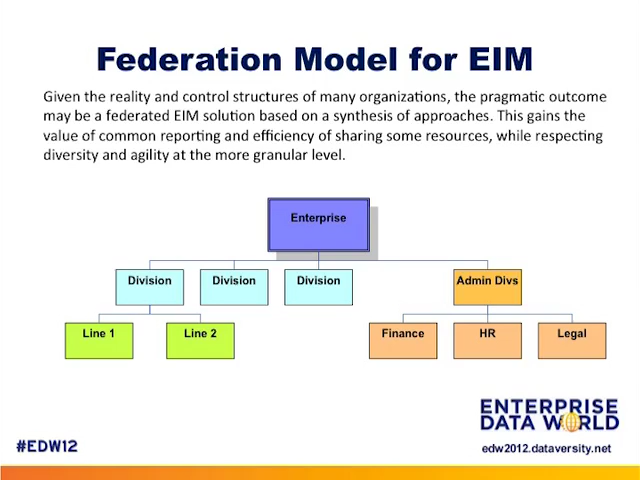 Federation Model for EIM
Given the reality and control structures of many organizations, the pragmatic outcome
may be a federated EIM solution based on a synthesis of approaches. This gains the
value of common reporting and efficiency of sharing some resources, while respecting
diversity and agility at the more granular level.
Enterprise
Division
Division
Division
Admin Divs
Line 1
Line 2
Finance
HR
Legal
ENTERPRISE
DATA WORLD
#EDW12
edw2012.dataversity.net